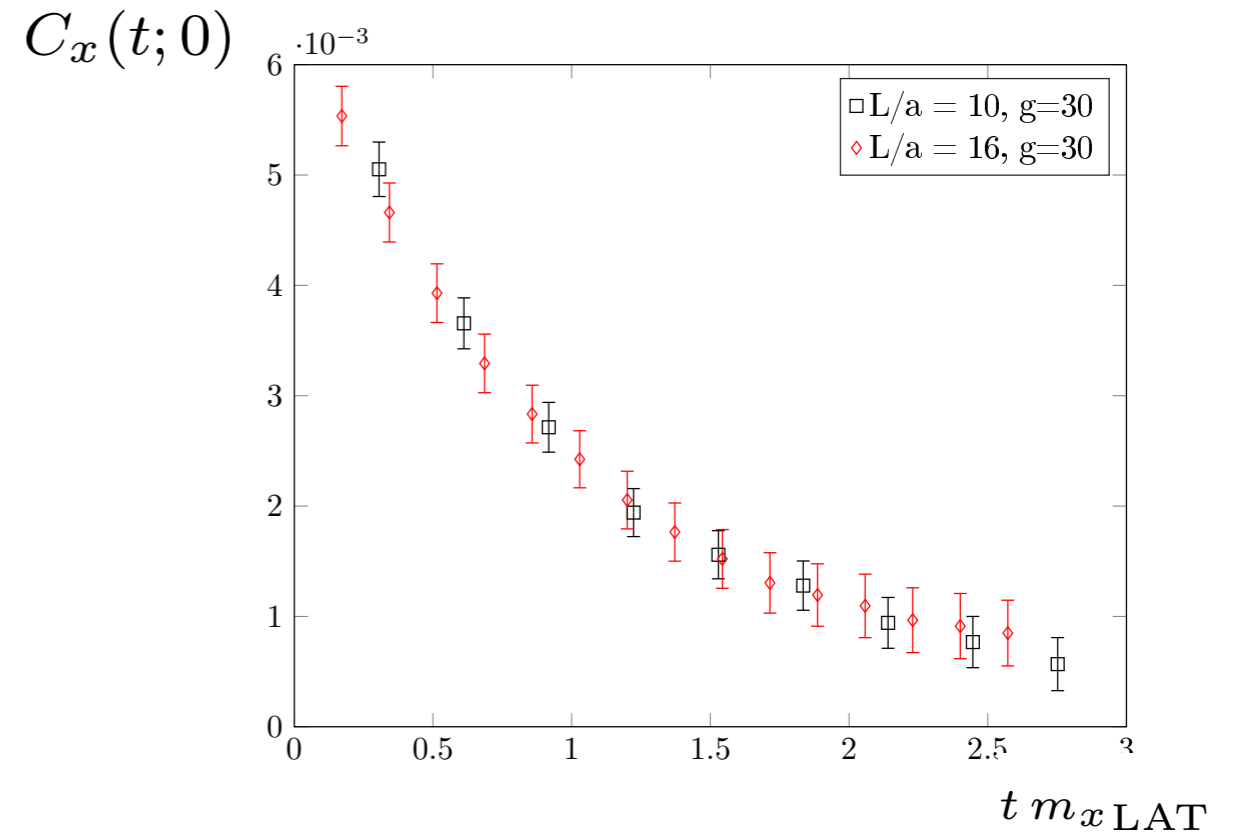 C_x(t; 0)
·10^{−3}
6
5
4
3
2
1
0
L/a = 10, g=30
L/a = 16, g=30
0 0.5 1 1.5 2 2.5 3
t m_{x LAT}